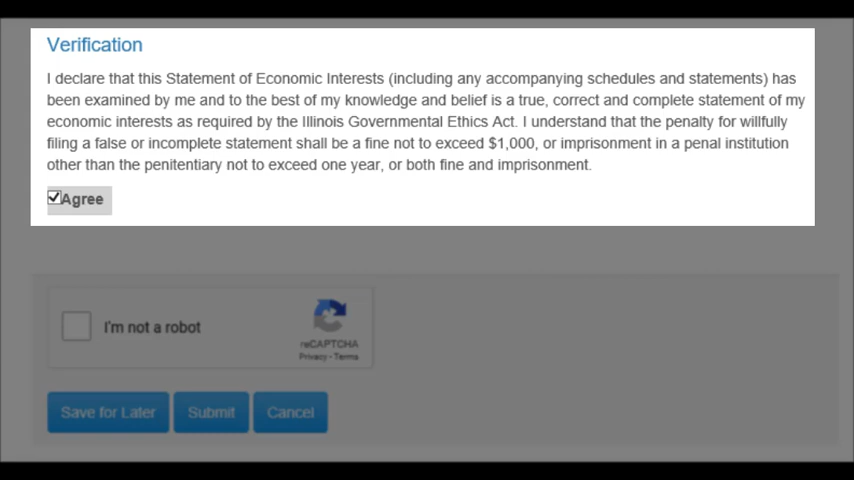 Verification
I declare that this Statement of Economic Interests (including any accompanying schedules and statements) has
been examined by me and to the best of my knowledge and belief is a true, correct and complete statement of my
economic interests as required by the Illinois Governmental Ethics Act. I understand that the penalty for willfully
filing a false or incomplete statement shall be a fine not to exceed $1,000, or imprisonment in a penal institution
other than the penitentiary not to exceed one year, or both fine and imprisonment.
Agree
I'm not a robot
reCAPTCHA
Privacy - Terms
Save for Later Submit Cancel